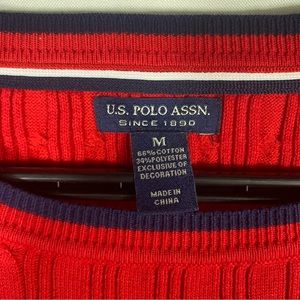 U.S. POLO ASSN.
SINCE 1890
M
66%COTTON
34%POLYESTER
EXCLUSIVE OF
DECORATION
MADE IN
CHINA